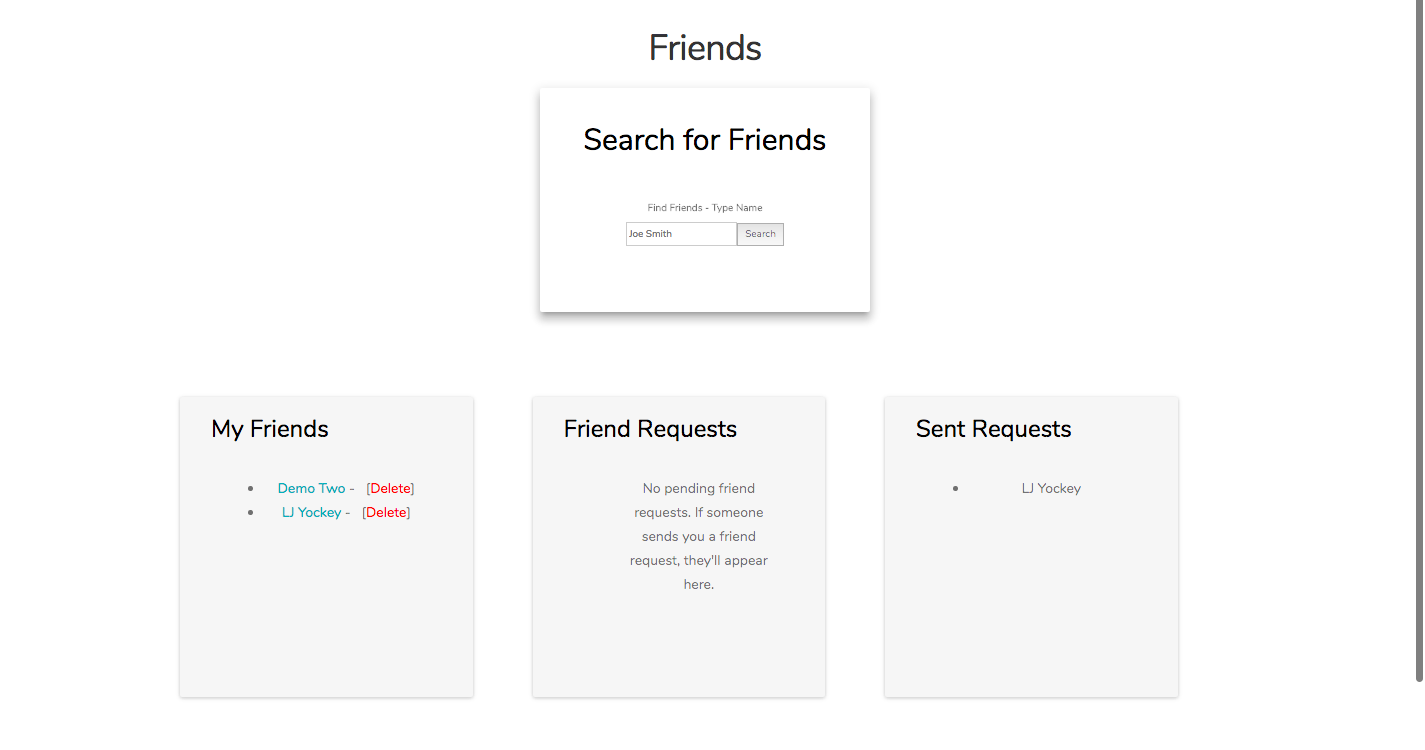 Friends
Search for Friends
Find Friends - Type Name
Joe Smith
Search
My Friends
Demo Two - [Delete]
LJ Yockey - [Delete]
Friend Requests
No pending friend
requests. If someone
sends you a friend
request, they'll appear
here.
Sent Requests
LJ Yockey